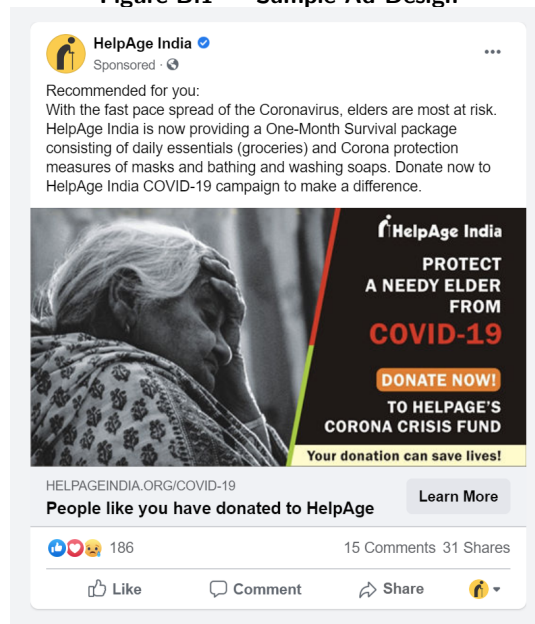 Figure B.1 — Sample Ad Design
HelpAge India
Sponsored ·
Recommended for you:
With the fast pace spread of the Coronavirus, elders are most at risk.
HelpAge India is now providing a One-Month Survival package
consisting of daily essentials (groceries) and Corona protection
measures of masks and bathing and washing soaps. Donate now to
HelpAge India COVID-19 campaign to make a difference.
HelpAge India
PROTECT
A NEEDY ELDER
FROM
COVID-19
DONATE NOW!
TO HELPAGE'S
CORONA CRISIS FUND
Your donation can save lives!
HELPAGEINDIA.ORG/COVID-19
People like you have donated to HelpAge
Learn More
186
15 Comments 31 Shares
Like
Comment
Share